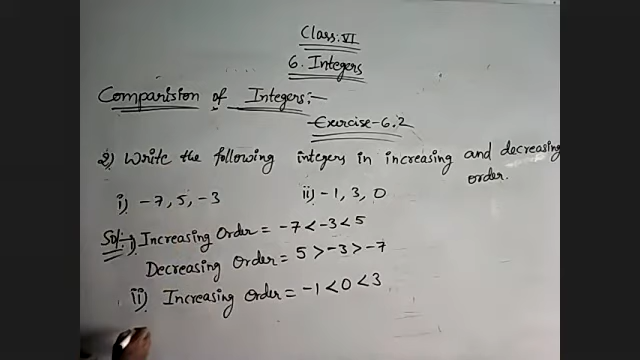 Class:VI
6. Integers
Comparision of Integers:-
Exercise-6.2
2) Write the following integers in increasing and decreasing order.
i) -7, 5, -3 ii) -1, 3, 0
Sol:- i) Increasing Order = -7 < -3 < 5
Decreasing Order = 5 > -3 > -7
ii) Increasing Order = -1 < 0 < 3